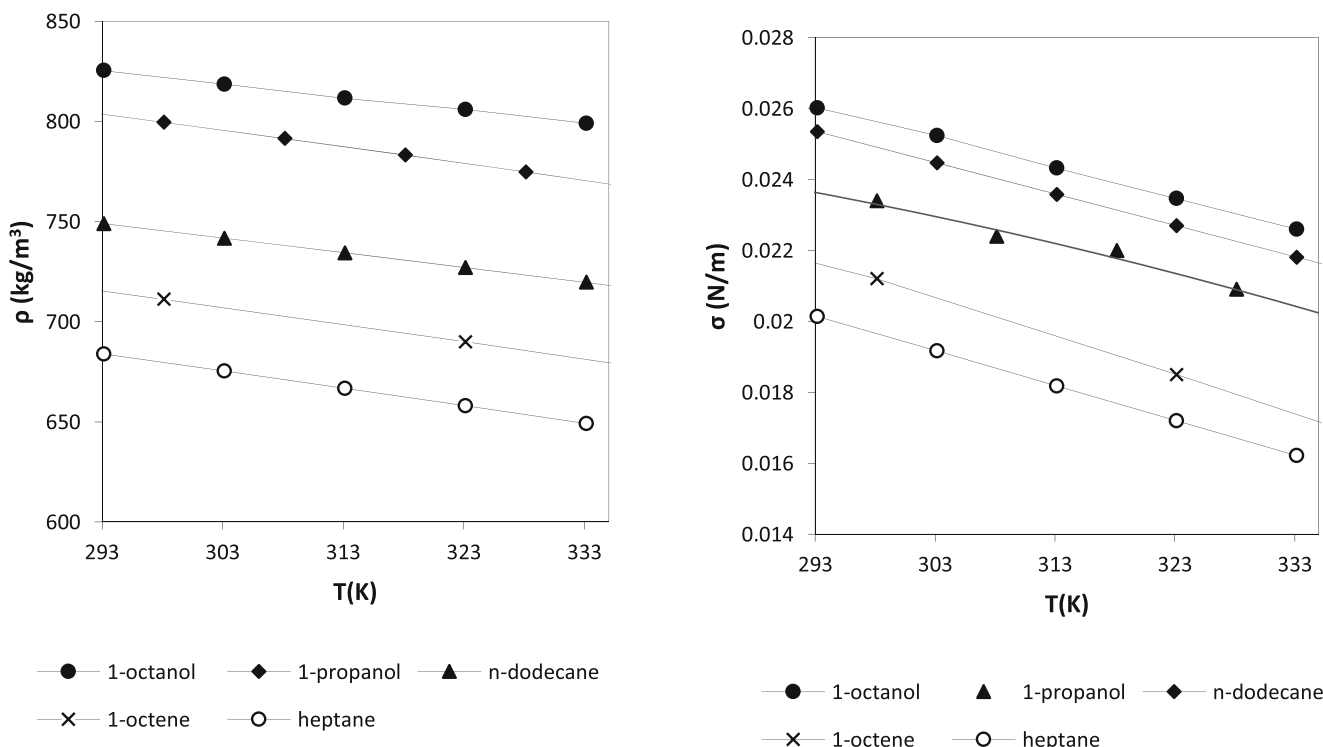 850
800
750
700
650
600
ρ (kg/m³)
293 303 313 323 333
T(K)
1-octanol 1-propanol n-dodecane
1-octene heptane
0.028
0.026
0.024
0.022
0.02
0.018
0.016
0.014
σ (N/m)
293 303 313 323 333
T(K)
1-octanol 1-propanol n-dodecane
1-octene heptane